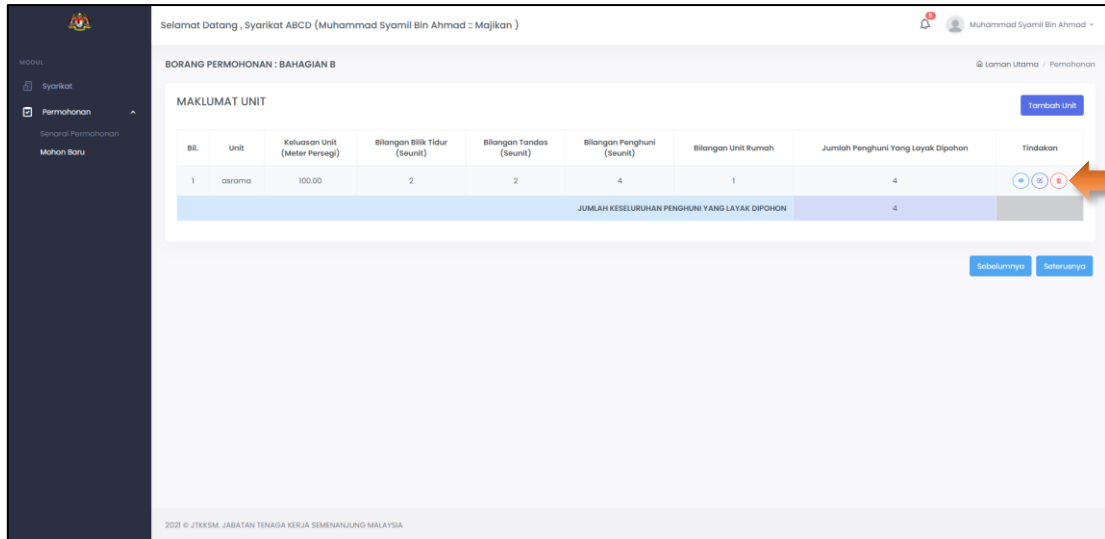 Selamat Datang , Syarikat ABCD (Muhammad Syamil Bin Ahmad :: Majikan )
5
Muhammad Syamil Bin Ahmad
MODUL
Syarikat
Permohonan
Senarai Permohonan
Mohon Baru
BORANG PERMOHONAN : BAHAGIAN B
Laman Utama / Pemohonan
MAKLUMAT UNIT
Tambah Unit
Bil. Unit Keluasan Unit (Meter Persegi) Bilangan Bilik Tidur (Seunit) Bilangan Tandas (Seunit) Bilangan Penghuni (Seunit) Bilangan Unit Rumah Jumlah Penghuni Yang Layak Dipohon Tindakan
1 asrama 100.00 2 2 4 1 4
JUMLAH KESELURUHAN PENGHUNI YANG LAYAK DIPOHON 4
Sebelumnya Seterusnya
2021 © JTKKSM. JABATAN TENAGA KERJA SEMENANJUNG MALAYSIA